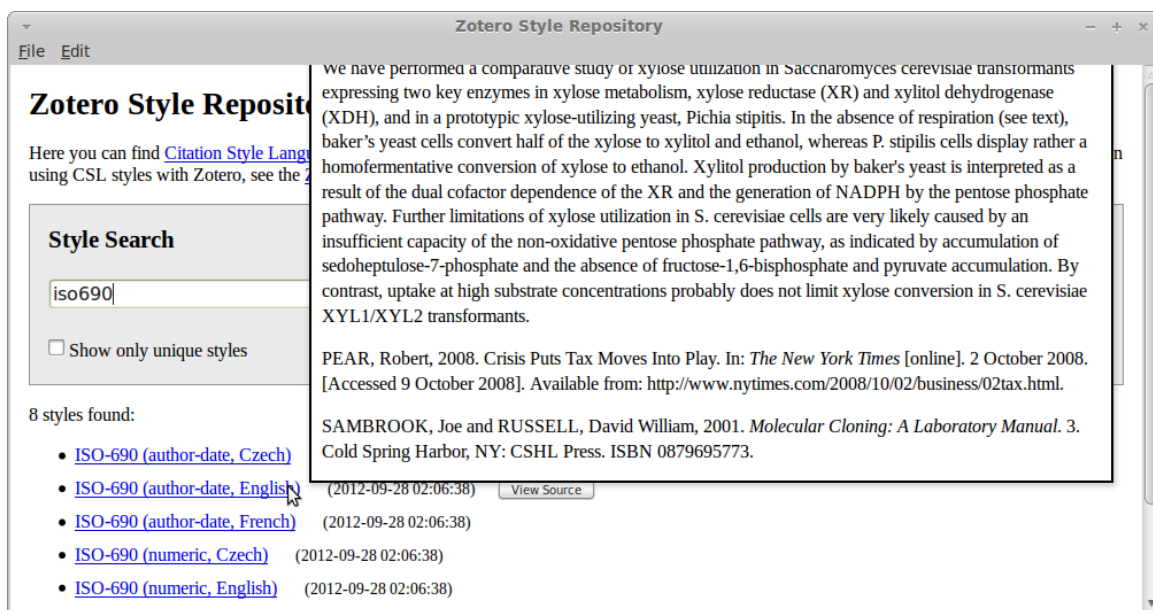 Zotero Style Repository
File Edit
We have performed a comparative study of xylose utilization in Saccharomyces cerevisiae transformants
expressing two key enzymes in xylose metabolism, xylose reductase (XR) and xylitol dehydrogenase
(XDH), and in a prototypic xylose-utilizing yeast, Pichia stipitis. In the absence of respiration (see text),
baker’s yeast cells convert half of the xylose to xylitol and ethanol, whereas P. stipilis cells display rather a
homofermentative conversion of xylose to ethanol. Xylitol production by baker's yeast is interpreted as a
result of the dual cofactor dependence of the XR and the generation of NADPH by the pentose phosphate
pathway. Further limitations of xylose utilization in S. cerevisiae cells are very likely caused by an
insufficient capacity of the non-oxidative pentose phosphate pathway, as indicated by accumulation of
sedoheptulose-7-phosphate and the absence of fructose-1,6-bisphosphate and pyruvate accumulation. By
contrast, uptake at high substrate concentrations probably does not limit xylose conversion in S. cerevisiae
XYL1/XYL2 transformants.
PEAR, Robert, 2008. Crisis Puts Tax Moves Into Play. In: The New York Times [online]. 2 October 2008.
[Accessed 9 October 2008]. Available from: http://www.nytimes.com/2008/10/02/business/02tax.html.
SAMBROOK, Joe and RUSSELL, David William, 2001. Molecular Cloning: A Laboratory Manual. 3.
Cold Spring Harbor, NY: CSHL Press. ISBN 0879695773.
Zotero Style Reposit
Here you can find Citation Style Lang
using CSL styles with Zotero, see the
Style Search
iso690
Show only unique styles
8 styles found:
ISO-690 (author-date, Czech)
ISO-690 (author-date, English) (2012-09-28 02:06:38) View Source
ISO-690 (author-date, French) (2012-09-28 02:06:38)
ISO-690 (numeric, Czech) (2012-09-28 02:06:38)
ISO-690 (numeric, English) (2012-09-28 02:06:38)